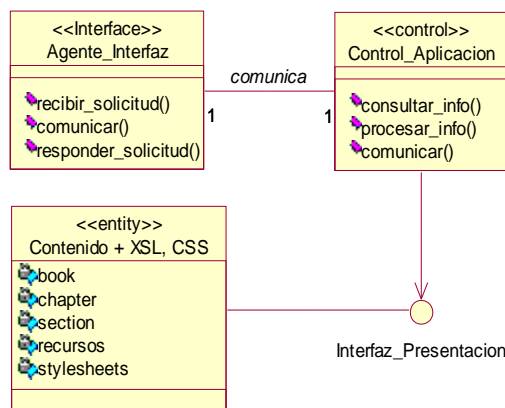 <<Interface>>
Agente_Interfaz
recibir_solicitud()
comunicar()
responder_solicitud()
comunica
1
1
<<control>>
Control_Aplicacion
consultar_info()
procesar_info()
comunicar()
<<entity>>
Contenido + XSL, CSS
book
chapter
section
recursos
stylesheets
Interfaz_Presentacion